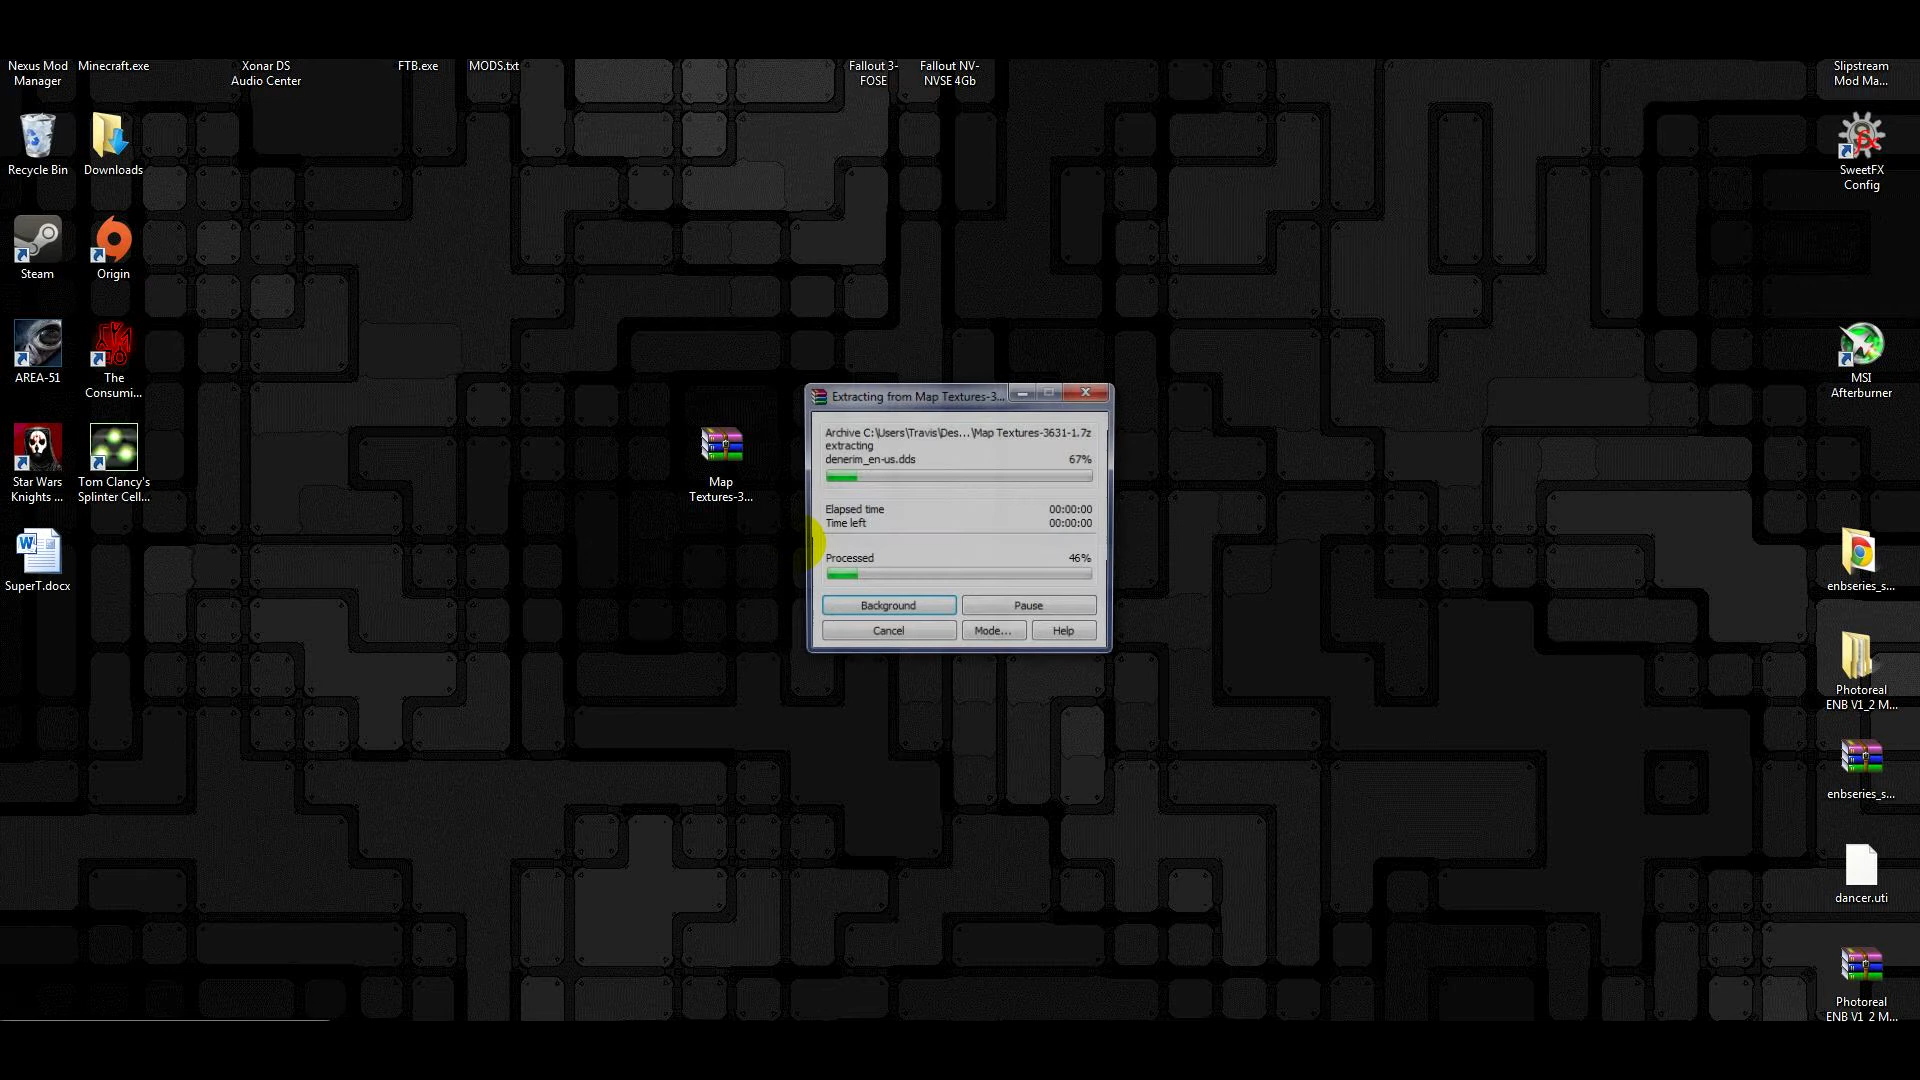 Nexus Mod
Manager
Minecraft.exe
Xonar DS
Audio Center
FTB.exe
MODS.txt
Fallout 3-
FOSE
Fallout NV-
NVSE 4Gb
Slipstream
Mod Ma...
Recycle Bin
Downloads
SweetFX
Config
Steam
Origin
AREA-51
The
Consumi...
MSI
Afterburner
Star Wars
Knights ...
Tom Clancy's
Splinter Cell...
Map
Textures-3...
Extracting from Map Textures-3...
Archive C:\Users\Travis\Des...\Map Textures-3631-1.7z
extracting
denerim_en-us.dds 67%
Elapsed time 00:00:00
Time left 00:00:00
Processed 46%
Background Pause
Cancel Mode... Help
SuperT.docx
enbseries_s...
Photoreal
ENB V1_2 M...
enbseries_s...
dancer.uti
Photoreal
ENB V1_2 M...